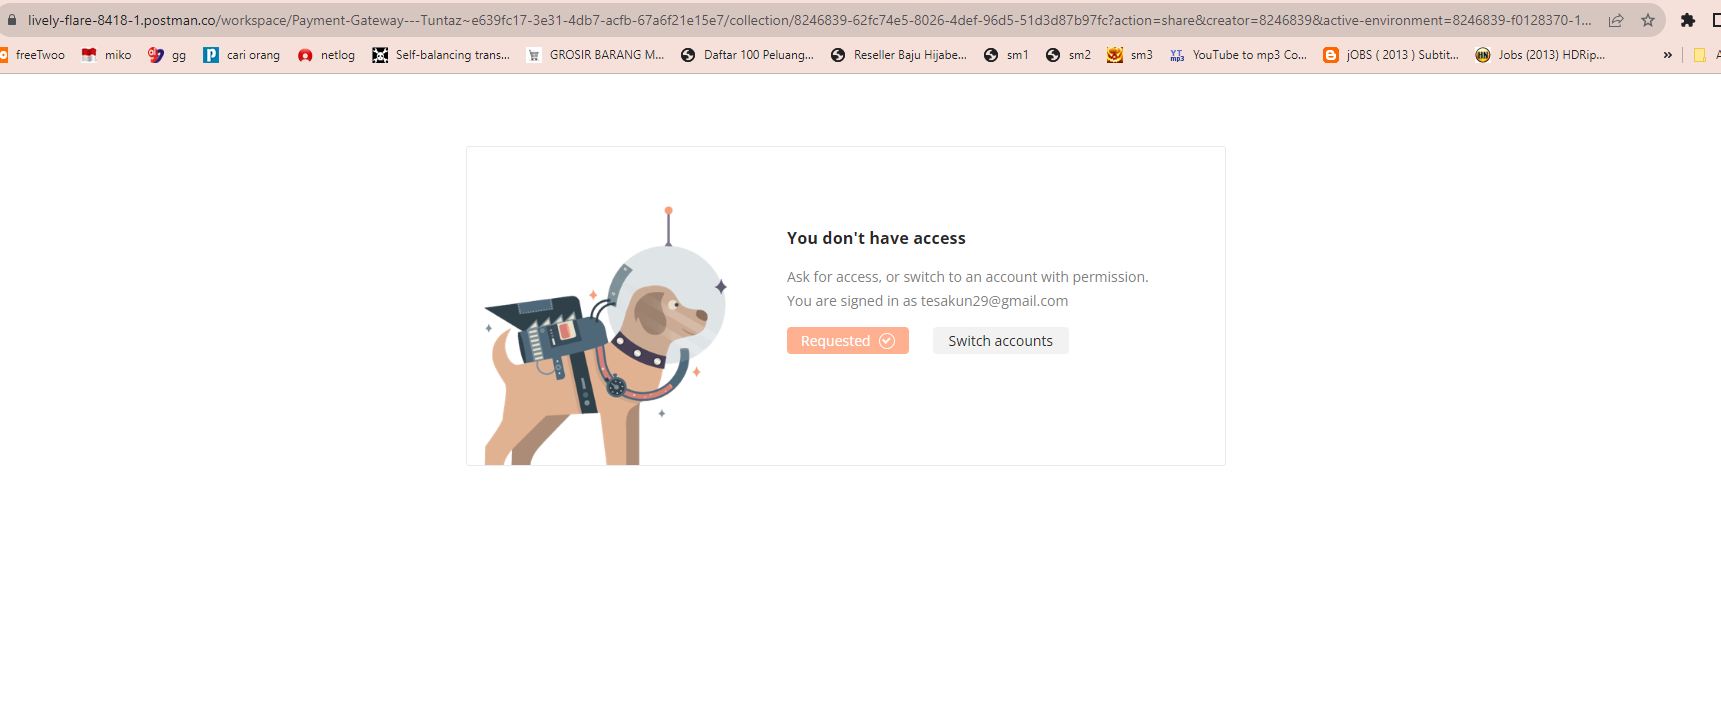 lively-flare-8418-1.postman.co/workspace/Payment-Gateway---Tuntaz~e639fc17-3e31-4db7-acfb-67a6f21e15e7/collection/8246839-62fc74e5-8026-4def-96d5-51d3d87b97fc?action=share&creator=8246839&active-environment=8246839-f0128370-1...
freeTwoo miko gg cari orang netlog Self-balancing trans... GROSIR BARANG M... Daftar 100 Peluang... Reseller Baju Hijabe... sm1 sm2 sm3 YouTube to mp3 Co... jOBS ( 2013 ) Subtit... Jobs (2013) HDRip... »
You don't have access
Ask for access, or switch to an account with permission.
You are signed in as tesakun29@gmail.com
Requested Switch accounts